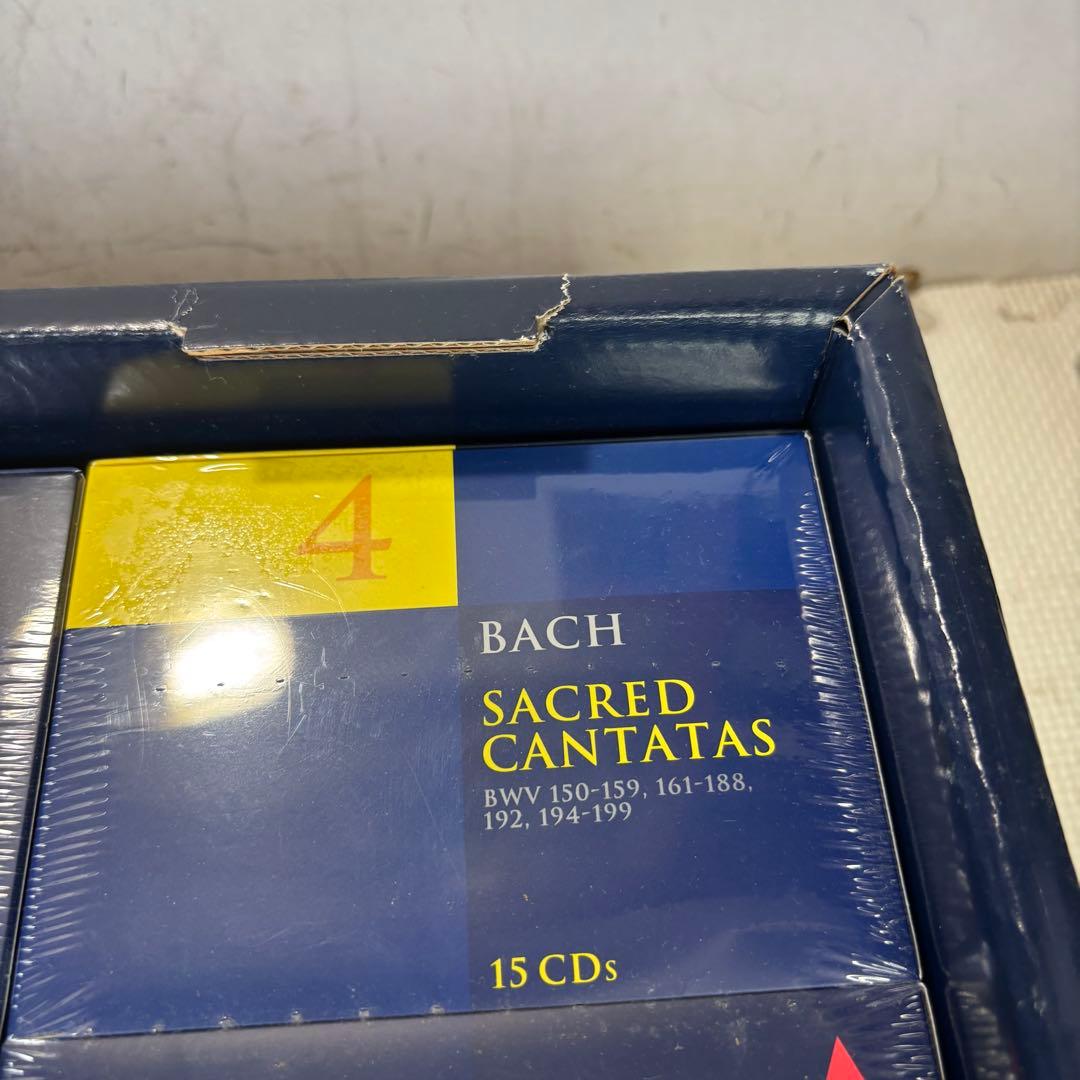 4
BACH
SACRED
CANTATAS
BWV 150-159, 161-188,
192, 194-199
15 CDs